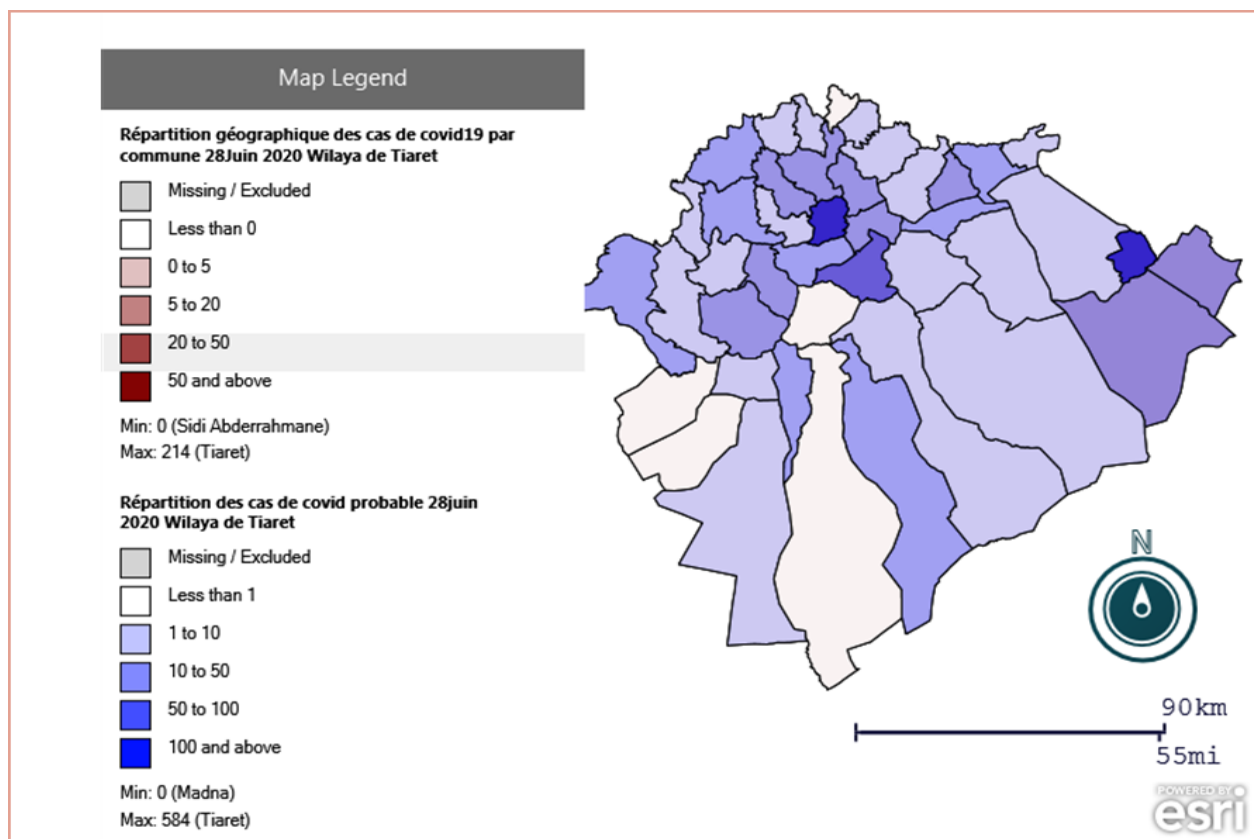 Map Legend
Répartition géographique des cas de covid19 par
commune 28Juin 2020 Wilaya de Tiaret
Missing / Excluded
Less than 0
0 to 5
5 to 20
20 to 50
50 and above
Min: 0 (Sidi Abderrahmane)
Max: 214 (Tiaret)
Répartition des cas de covid probable 28juin
2020 Wilaya de Tiaret
Missing / Excluded
Less than 1
1 to 10
10 to 50
50 to 100
100 and above
Min: 0 (Madna)
Max: 584 (Tiaret)
N
90km
55mi
POWERED BY
esri